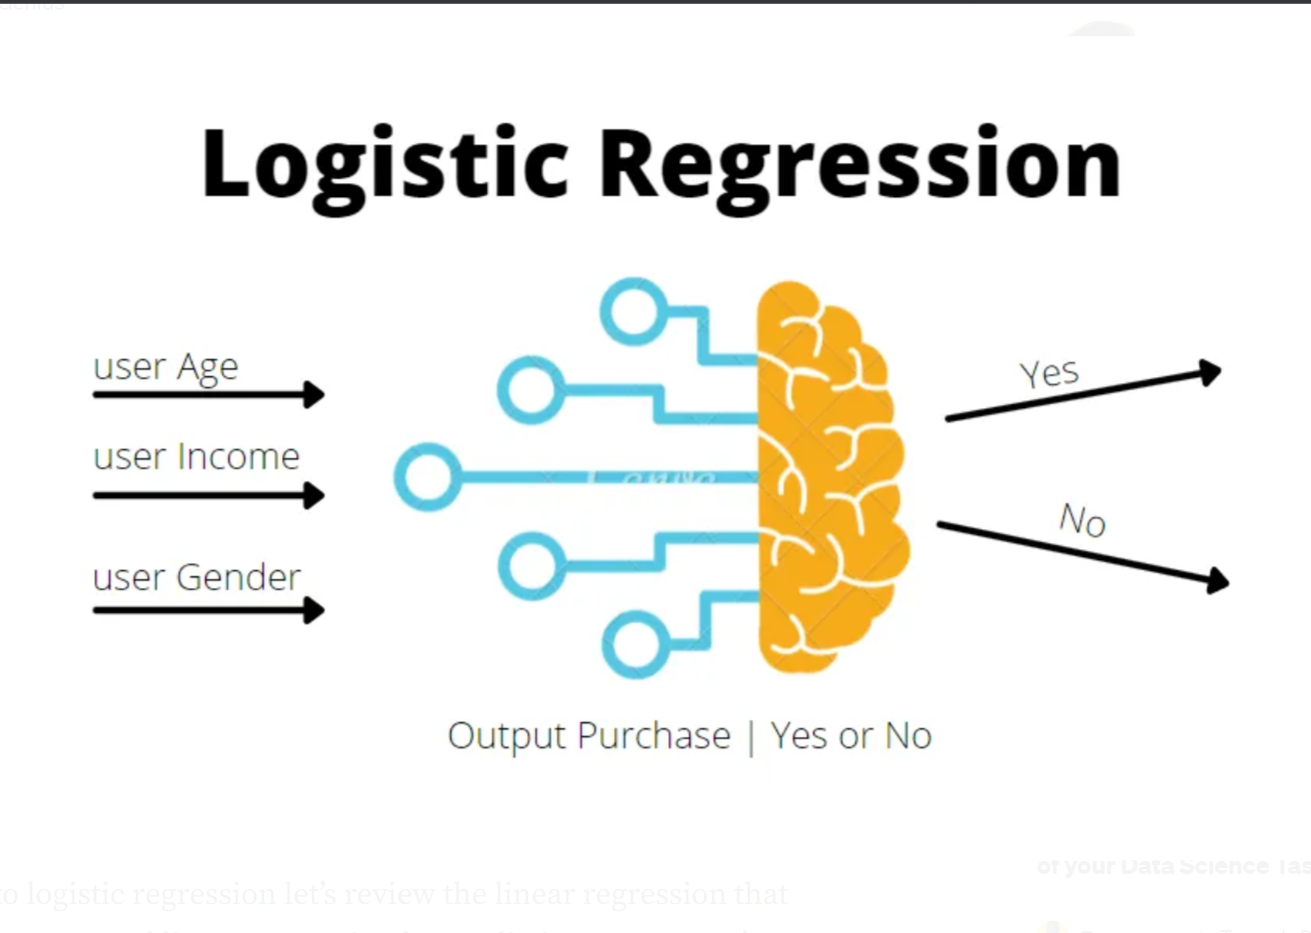 Logistic Regression
user Age
user Income
user Gender
Yes
No
Output Purchase | Yes or No
of your Data Science
to logistic regression let's review the linear regression that